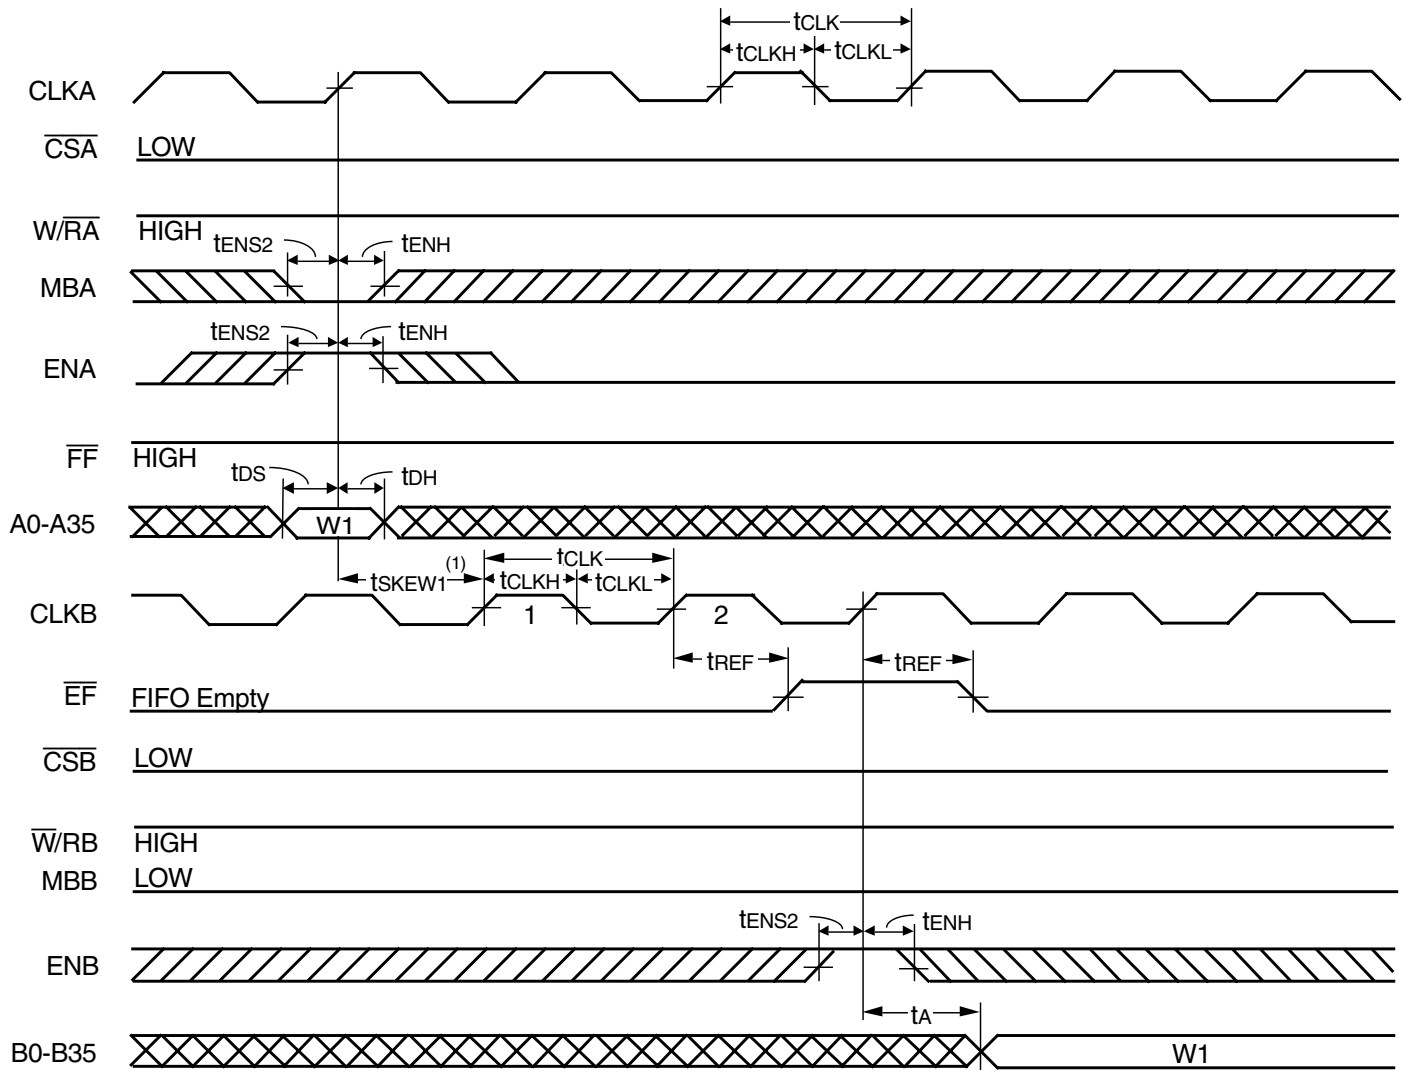 tCLK
tCLKH tCLKL
CLKA
CSA LOW
W/RA HIGH
tENS2 tENH
MBA
tENS2 tENH
ENA
FF HIGH
tDS tDH
A0-A35 W1
tSKEW1(1) tCLK
tCLKH tCLKL
CLKB 1 2
tREF tREF
EF FIFO Empty
CSB LOW
W/RB HIGH
MBB LOW
tENS2 tENH
ENB
tA
B0-B35 W1